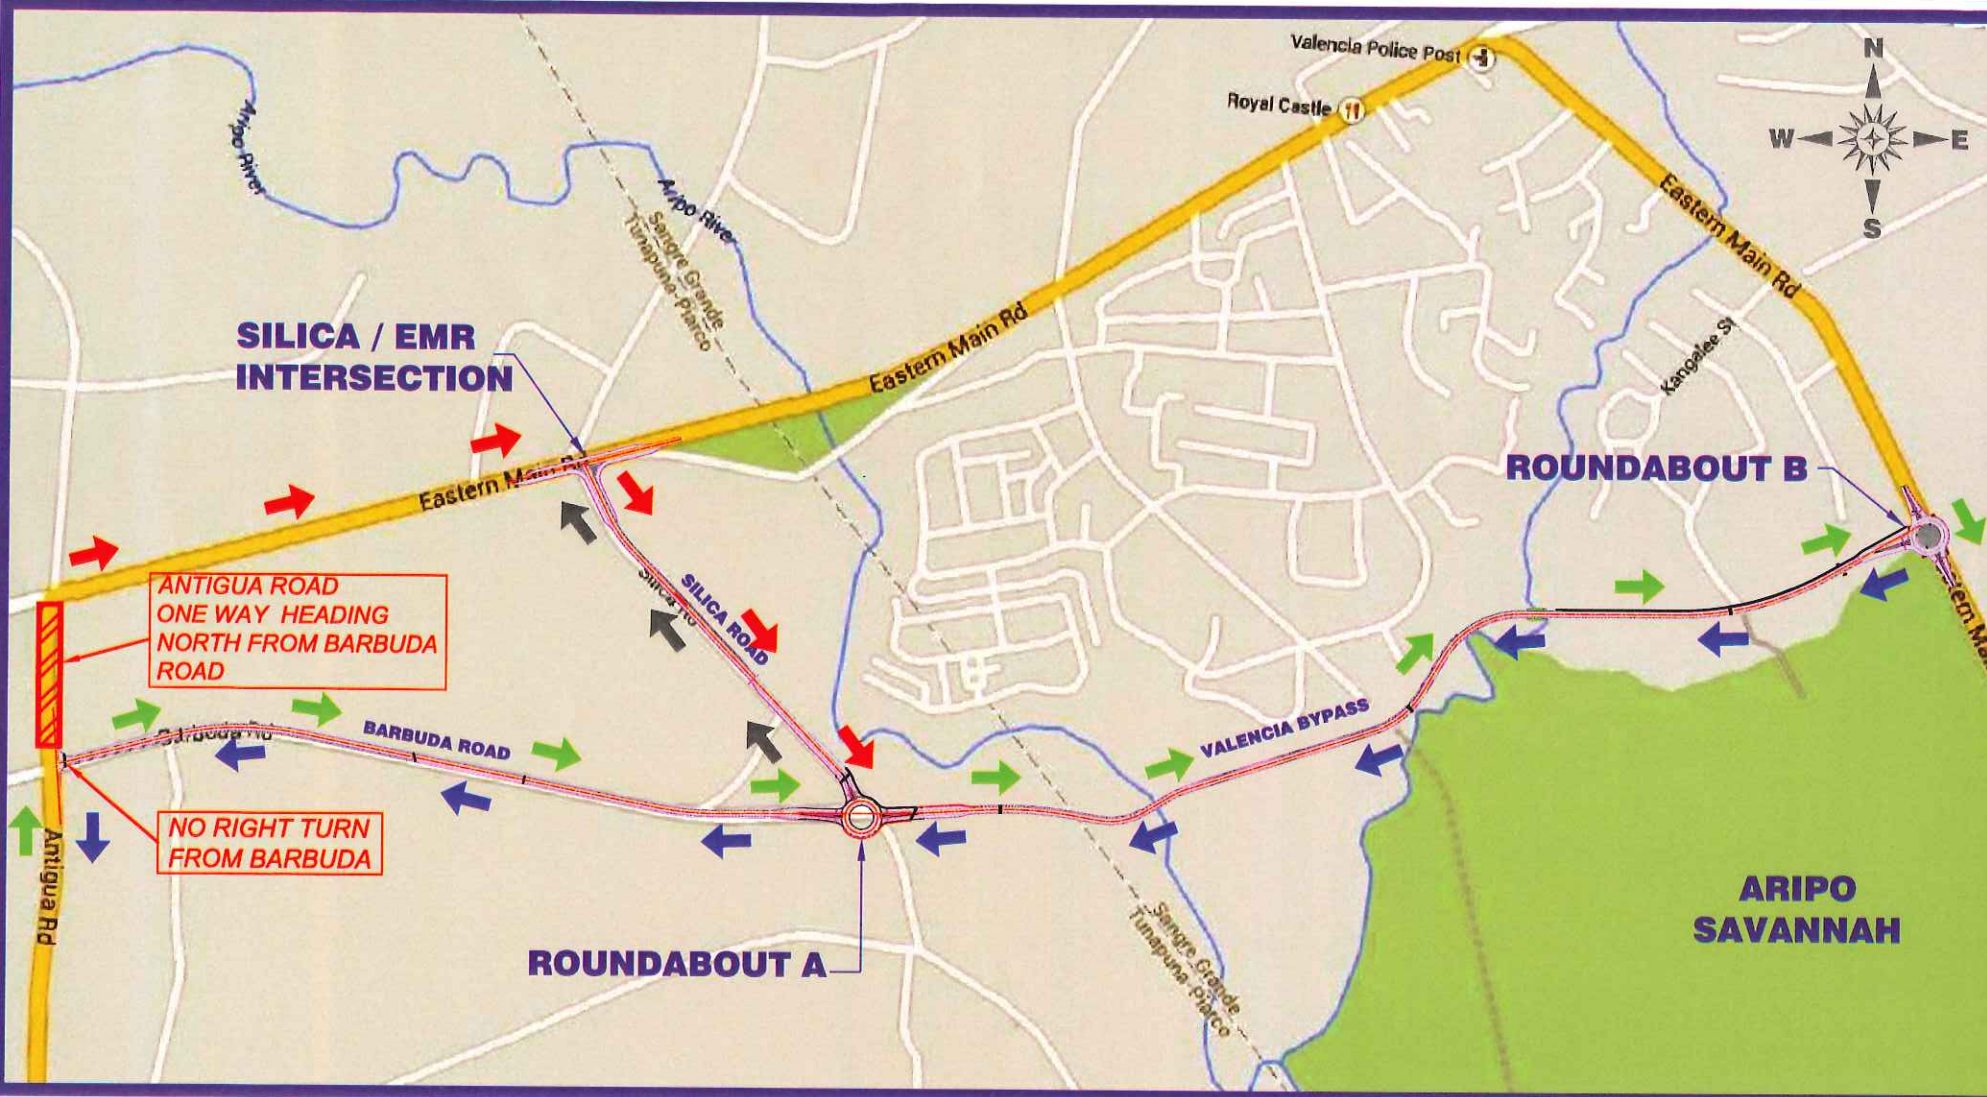 Valencia Police Post
Royal Castle
N
W
E
S
Aripo River
Aripo River
Sangre Grande
Tunapuna-Piarco
Eastern Main Rd
SILICA / EMR
INTERSECTION
Eastern Main Rd
Kangalee St
Eastern Main Rd
ROUNDABOUT B
ANTIGUA ROAD
ONE WAY HEADING
NORTH FROM BARBUDA
ROAD
SILICA ROAD
BARBUDA ROAD
Barbuda Rd
VALENCIA BYPASS
NO RIGHT TURN
FROM BARBUDA
Antigua Rd
ROUNDABOUT A
Sangre Grande
Tunapuna-Piarco
ARIPO
SAVANNAH